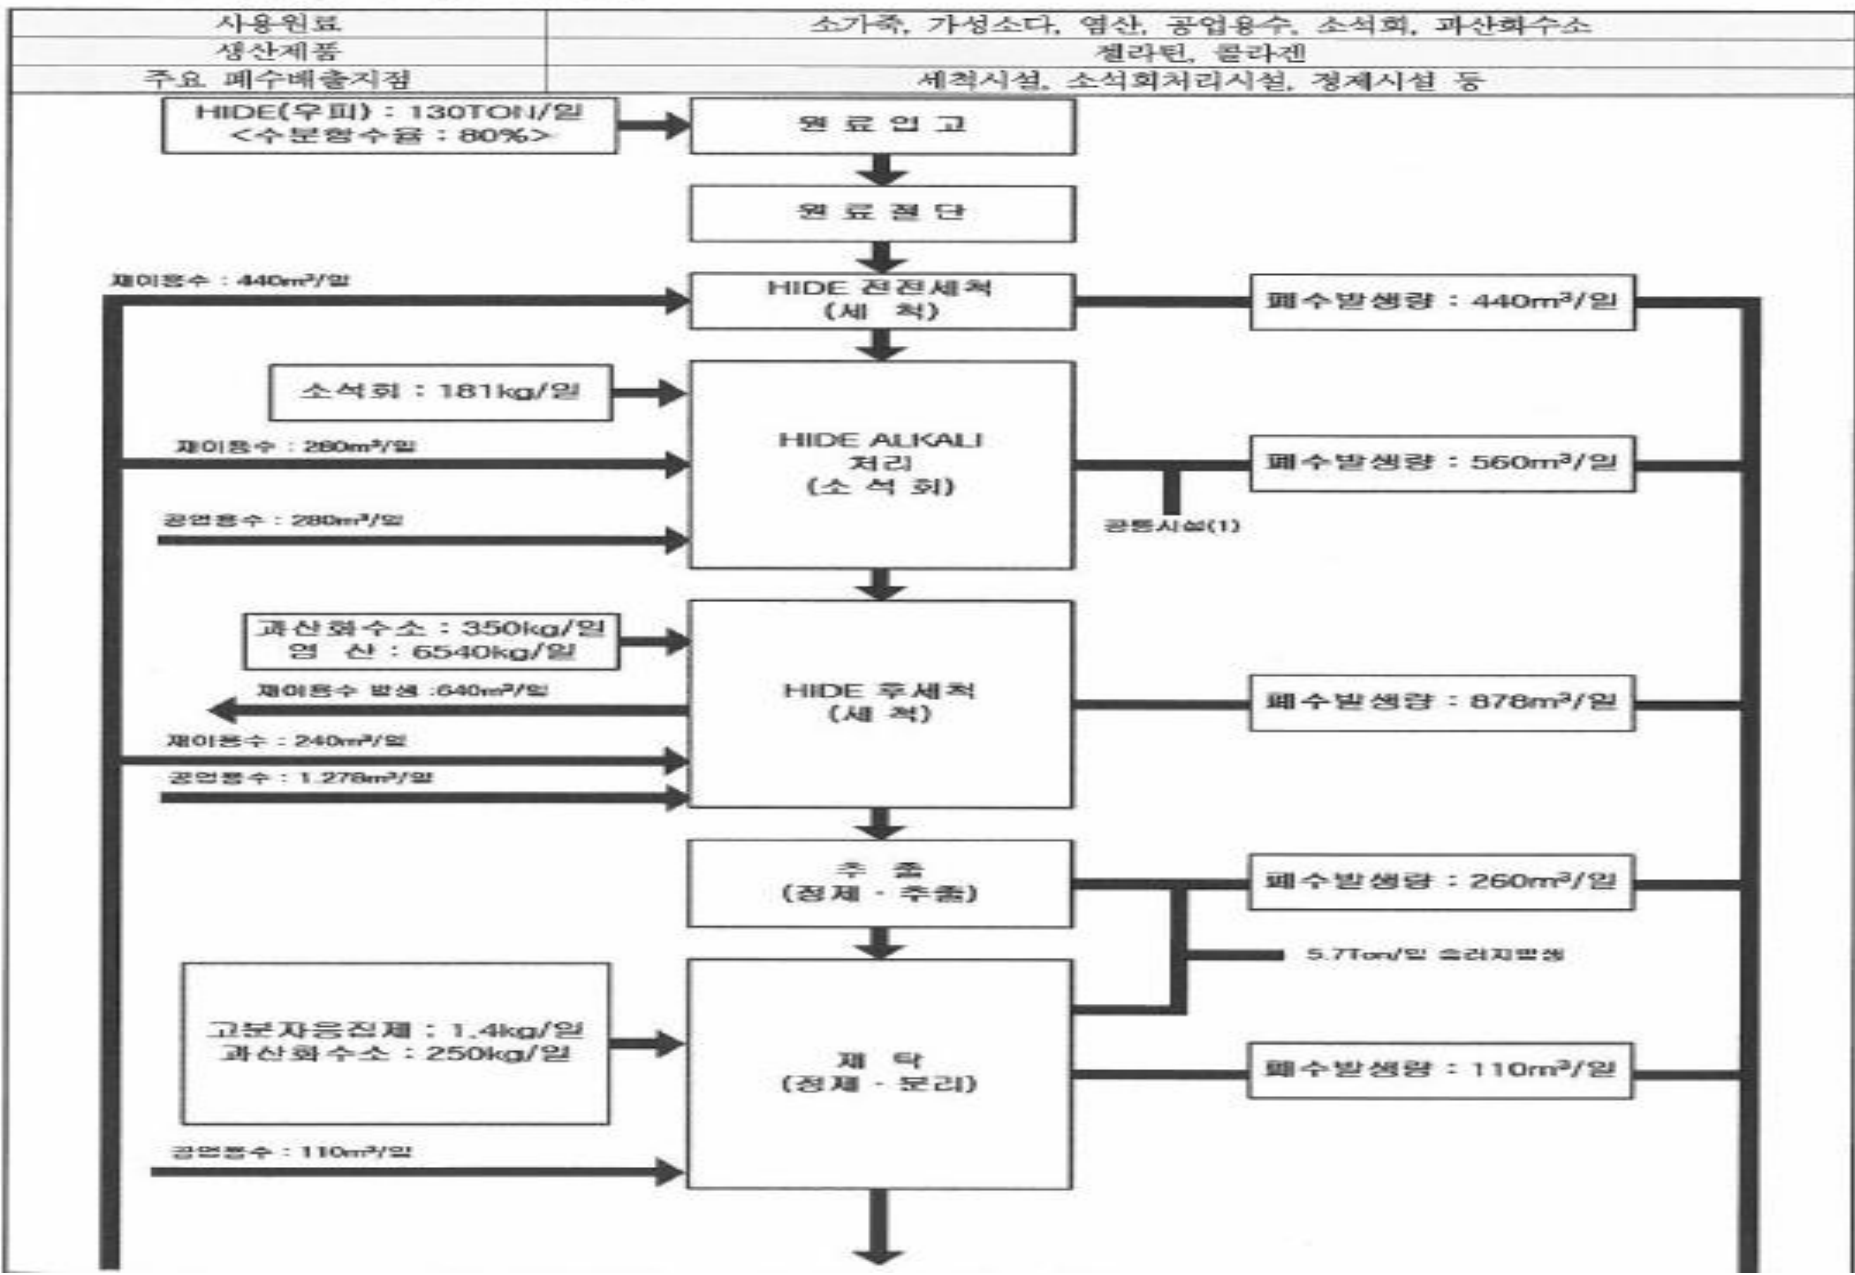 사용원료 소가죽, 가성소다, 염산, 공업용수, 소석회, 과산화수소
생산제품 젤라틴, 콜라겐
주요 폐수배출지점 세척시설, 소석회처리시설, 정제시설 등
HIDE(우피) : 130TON/일
<수분함수율 : 80%>
원 료 입 고
원 료 절 단
재이용수 : 440m³/일
HIDE 전전세척
(세 척)
폐수발생량 : 440m³/일
소석회 : 181kg/일
재이용수 : 280m³/일
HIDE ALKALI
처리
(소 석 회)
폐수발생량 : 560m³/일
공업용수 : 280m³/일
공통시설(1)
과산화수소 : 350kg/일
염 산 : 6540kg/일
재이용수 발생 :640m³/일
HIDE 후세척
(세 척)
폐수발생량 : 878m³/일
재이용수 : 240m³/일
공업용수 : 1.278m³/일
추 출
(정제 - 추출)
폐수발생량 : 260m³/일
5.7Ton/일 슬러지발생
고분자응집제 : 1.4kg/일
과산화수소 : 250kg/일
제 탁
(정제 - 분리)
폐수발생량 : 110m³/일
공업용수 : 110m³/일